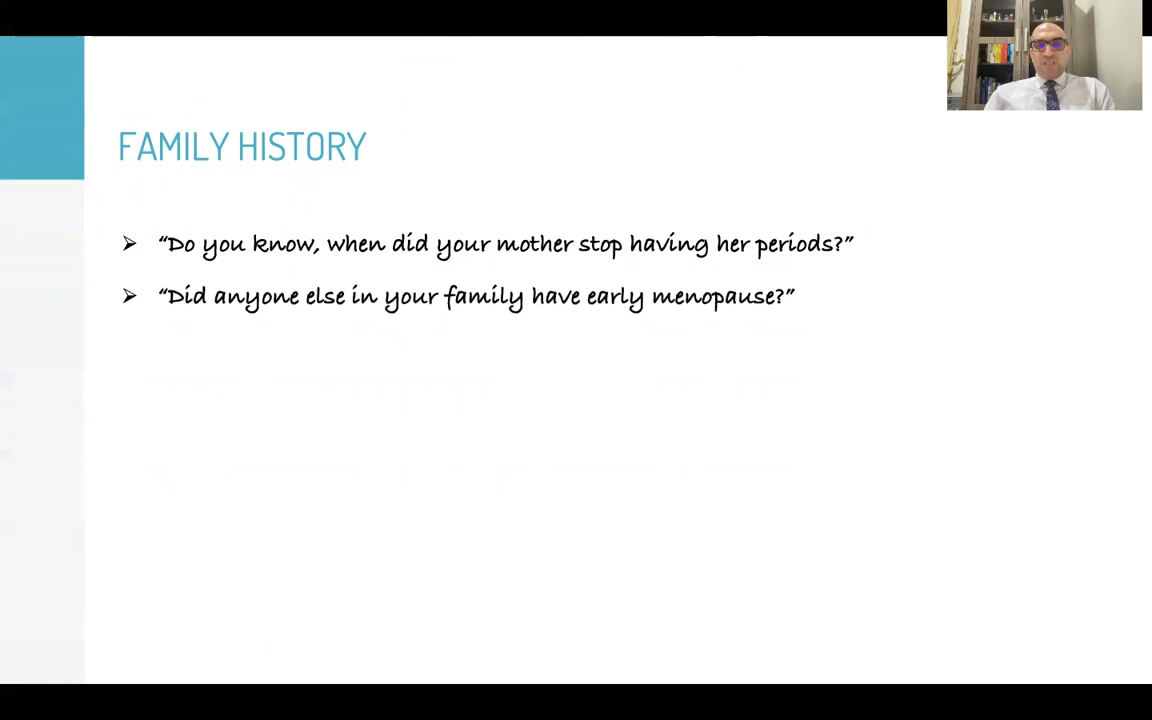 FAMILY HISTORY
“Do you know, when did your mother stop having her periods?”
“Did anyone else in your family have early menopause?”